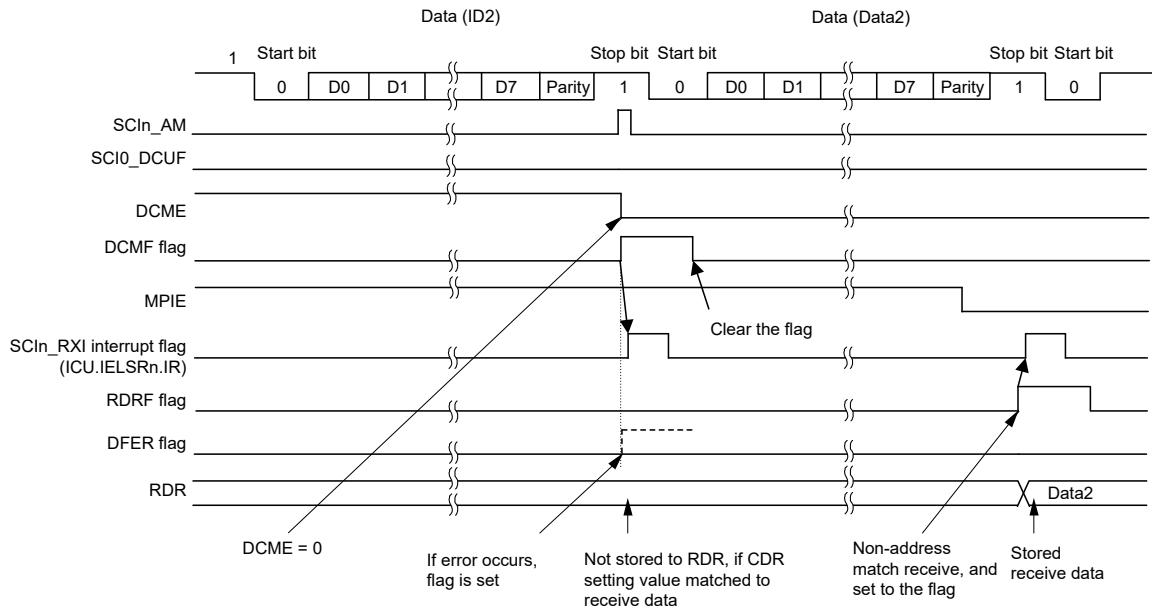 Data (ID2)
Data (Data2)
1
Start bit
Stop bit
Start bit
Stop bit
Start bit
0 D0 D1 D7 Parity 1 0 D0 D1 D7 Parity 1 0
SCIn_AM
SCI0_DCUF
DCME
DCMF flag
MPIE
Clear the flag
SCIn_RXI interrupt flag
(ICU.IELSRn.IR)
RDRF flag
DFER flag
RDR
Data2
DCME = 0
If error occurs,
flag is set
Not stored to RDR, if CDR
setting value matched to
receive data
Non-address
match receive, and
set to the flag
Stored
receive data